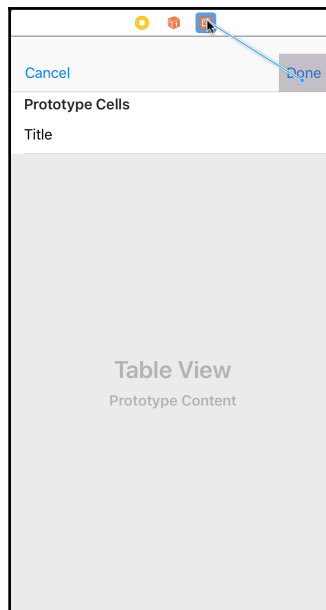 Cancel
Done
Prototype Cells
Title
Table View
Prototype Content